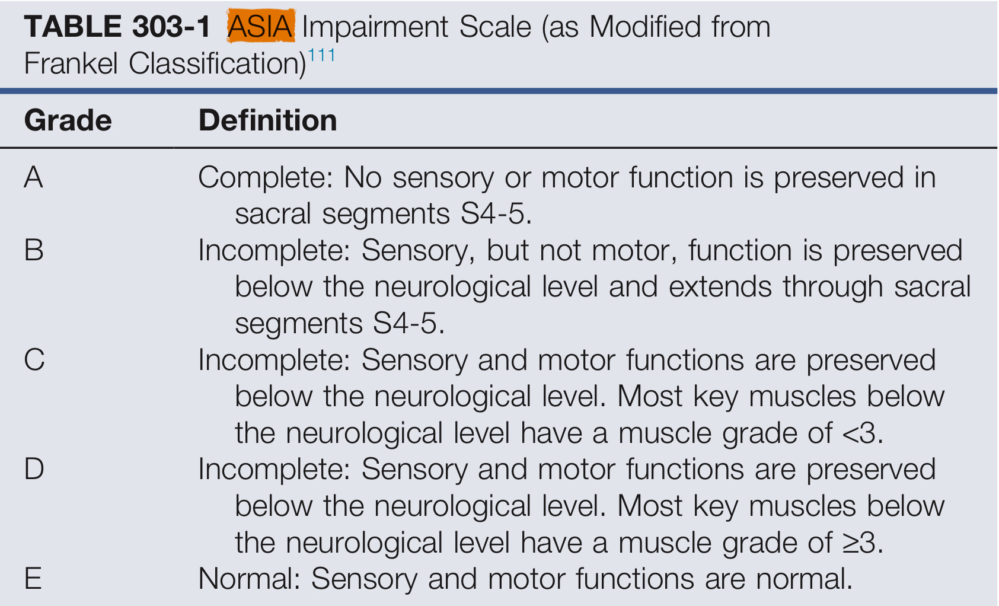 TABLE 303-1 ASIA Impairment Scale (as Modified from
Frankel Classification)111
Grade Definition
A Complete: No sensory or motor function is preserved in
sacral segments S4-5.
B Incomplete: Sensory, but not motor, function is preserved
below the neurological level and extends through sacral
segments S4-5.
C Incomplete: Sensory and motor functions are preserved
below the neurological level. Most key muscles below
the neurological level have a muscle grade of <3.
D Incomplete: Sensory and motor functions are preserved
below the neurological level. Most key muscles below
the neurological level have a muscle grade of ≥3.
E Normal: Sensory and motor functions are normal.